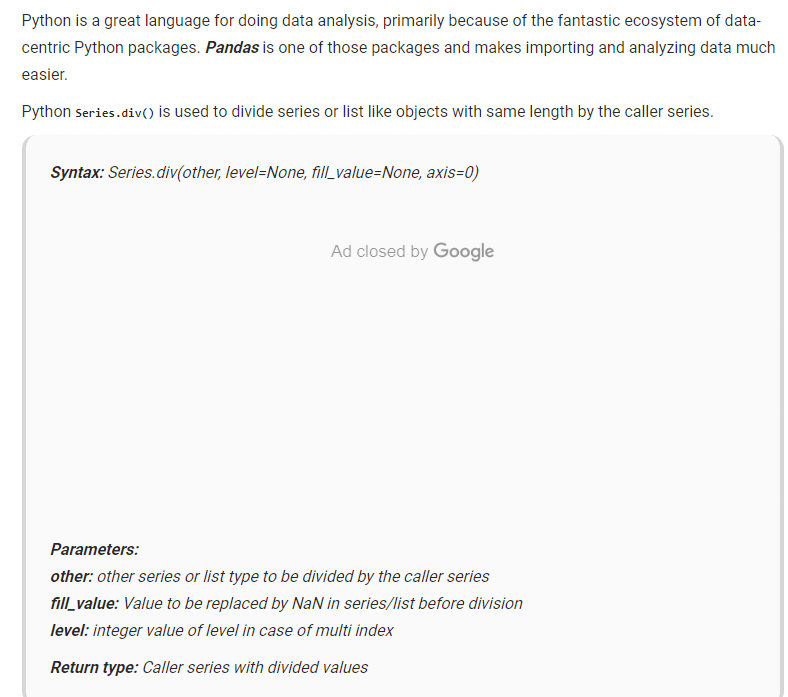 Python is a great language for doing data analysis, primarily because of the fantastic ecosystem of data-
centric Python packages. Pandas is one of those packages and makes importing and analyzing data much
easier.
Python Series.div() is used to divide series or list like objects with same length by the caller series.
Syntax: Series.div(other, level=None, fill_value=None, axis=0)
Ad closed by Google
Parameters:
other: other series or list type to be divided by the caller series
fill_value: Value to be replaced by NaN in series/list before division
level: integer value of level in case of multi index
Return type: Caller series with divided values